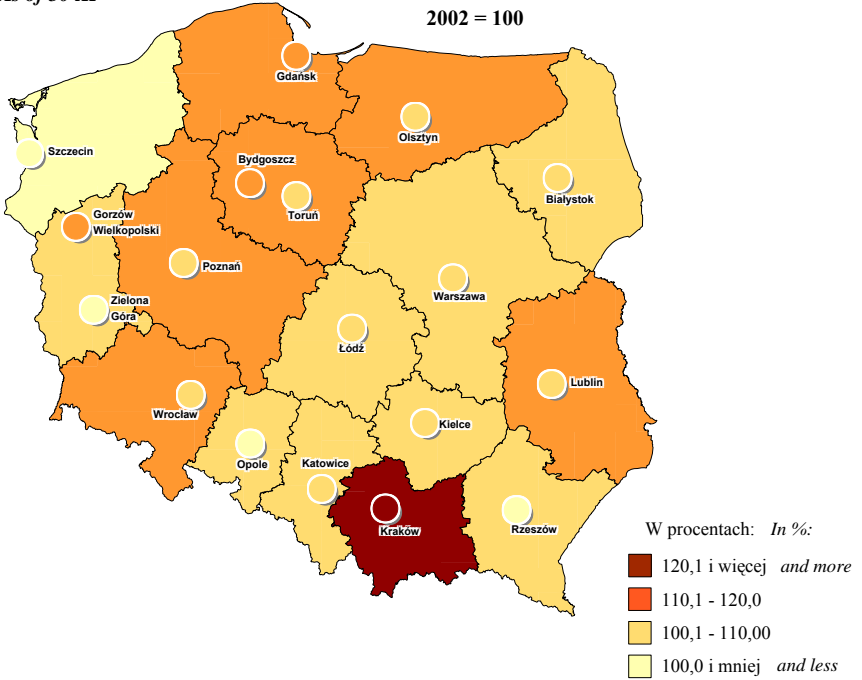 2002 = 100
Gdańsk
Olsztyn
Szczecin
Bydgoszcz
Białystok
Toruń
Gorzów
Wielkopolski
Poznań
Warszawa
Zielona
Góra
Łódź
Lublin
Wrocław
Kielce
Opole
Katowice
Kraków
Rzeszów
W procentach: In %:
120,1 i więcej and more
110,1 - 120,0
100,1 - 110,00
100,0 i mniej and less